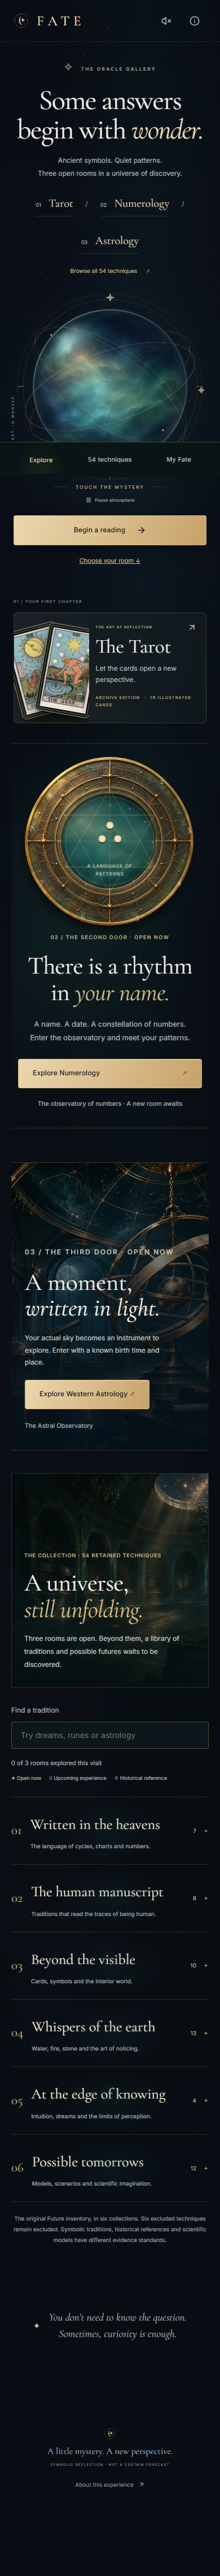 FATE
THE ORACLE GALLERY
Some answers
begin with wonder.
Ancient symbols. Quiet patterns.
Three open rooms in a universe of discovery.
01 Tarot / 02 Numerology /
03 Astrology
Browse all 54 techniques ↗
Explore
54 techniques
My Fate
TOUCH THE MYSTERY
Pause atmosphere
Begin a reading →
Choose your room ↓
01 / YOUR FIRST CHAPTER
THE ART OF REFLECTION
The Tarot
Let the cards open a new
perspective.
ARCHIVE EDITION · 78 ILLUSTRATED
CARDS
A LANGUAGE OF
PATTERNS
02 / THE SECOND DOOR · OPEN NOW
There is a rhythm
in your name.
A name. A date. A constellation of numbers.
Enter the observatory and meet your patterns.
Explore Numerology ↗
The observatory of numbers · A new room awaits
03 / THE THIRD DOOR · OPEN NOW
A moment,
written in light.
Your actual sky becomes an instrument to
explore. Enter with a known birth time and
place.
Explore Western Astrology ↗
The Astral Observatory
THE COLLECTION · 54 RETAINED TECHNIQUES
A universe,
still unfolding.
Three rooms are open. Beyond them, a library of
traditions and possible futures waits to be
discovered.
Find a tradition
Try dreams, runes or astrology
0 of 3 rooms explored this visit
Open now
Upcoming experience
Historical reference
01 Written in the heavens 7 +
The language of cycles, charts and numbers.
02 The human manuscript 8 +
Traditions that read the traces of being human.
03 Beyond the visible 10 +
Cards, symbols and the interior world.
04 Whispers of the earth 13 +
Water, fire, stone and the art of noticing.
05 At the edge of knowing 4 +
Intuition, dreams and the limits of perception.
06 Possible tomorrows 12 +
Models, scenarios and scientific imagination.
The original Future inventory, in six collections. Six excluded techniques
remain excluded. Symbolic traditions, historical references and scientific
models have different evidence standards.
You don't need to know the question.
Sometimes, curiosity is enough.
A little mystery. A new perspective.
SYMBOLIC REFLECTION · NOT A CERTAIN FORECAST
About this experience ↗